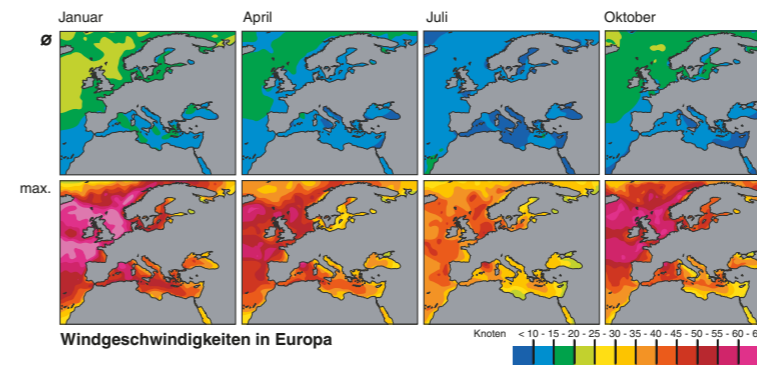 Januar April Juli Oktober
Ø
max.
Windgeschwindigkeiten in Europa
Knoten < 10 - 15 - 20 - 25 - 30 - 35 - 40 - 45 - 50 - 55 - 60 - 6